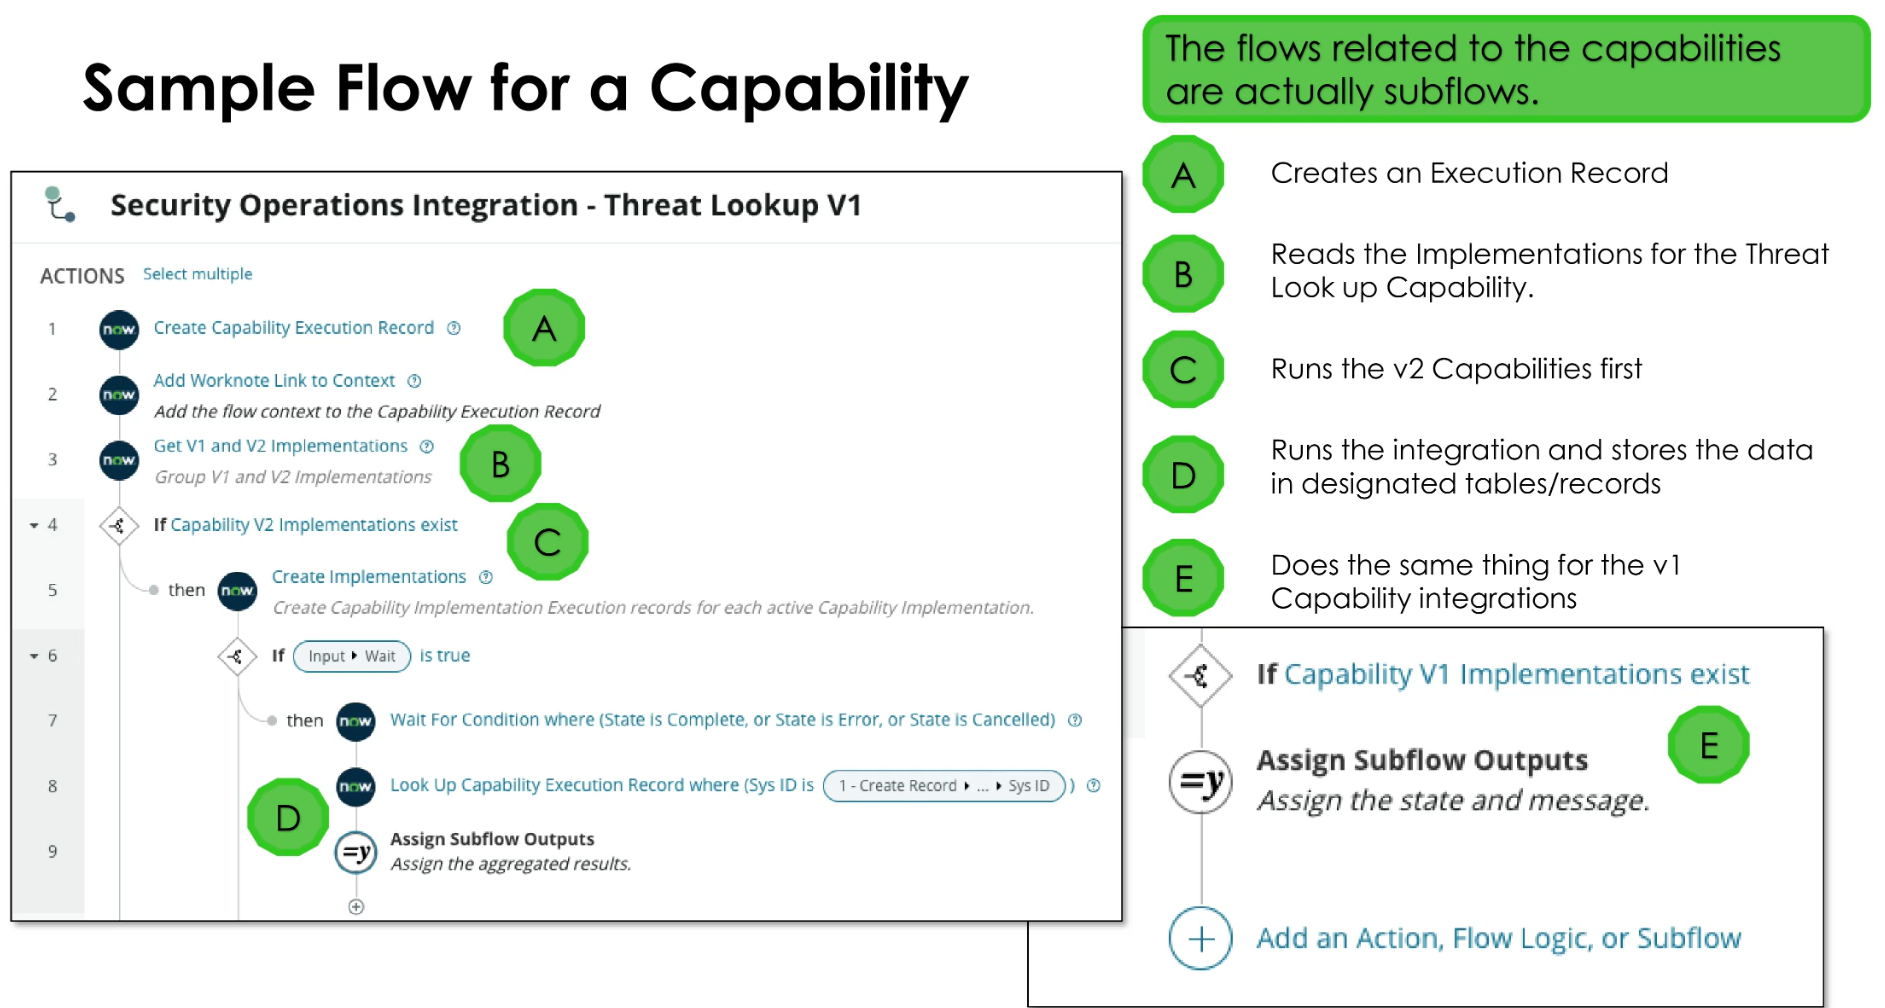 Sample Flow for a Capability
The flows related to the capabilities
are actually subflows.
A Creates an Execution Record
B Reads the Implementations for the Threat
Look up Capability.
C Runs the v2 Capabilities first
D Runs the integration and stores the data
in designated tables/records
E Does the same thing for the v1
Capability integrations
Security Operations Integration - Threat Lookup V1
ACTIONS Select multiple
1 now Create Capability Execution Record A
2 now Add Worknote Link to Context
Add the flow context to the Capability Execution Record
3 now Get V1 and V2 Implementations B
Group V1 and V2 Implementations
4 If Capability V2 Implementations exist C
5 then now Create Implementations
Create Capability Implementation Execution records for each active Capability Implementation.
6 If Input ▸ Wait is true
7 then now Wait For Condition where (State is Complete, or State is Error, or State is Cancelled)
8 now Look Up Capability Execution Record where (Sys ID is 1 - Create Record ▸ ... ▸ Sys ID )
D
9 =y Assign Subflow Outputs
Assign the aggregated results.
If Capability V1 Implementations exist
E
=y Assign Subflow Outputs
Assign the state and message.
Add an Action, Flow Logic, or Subflow